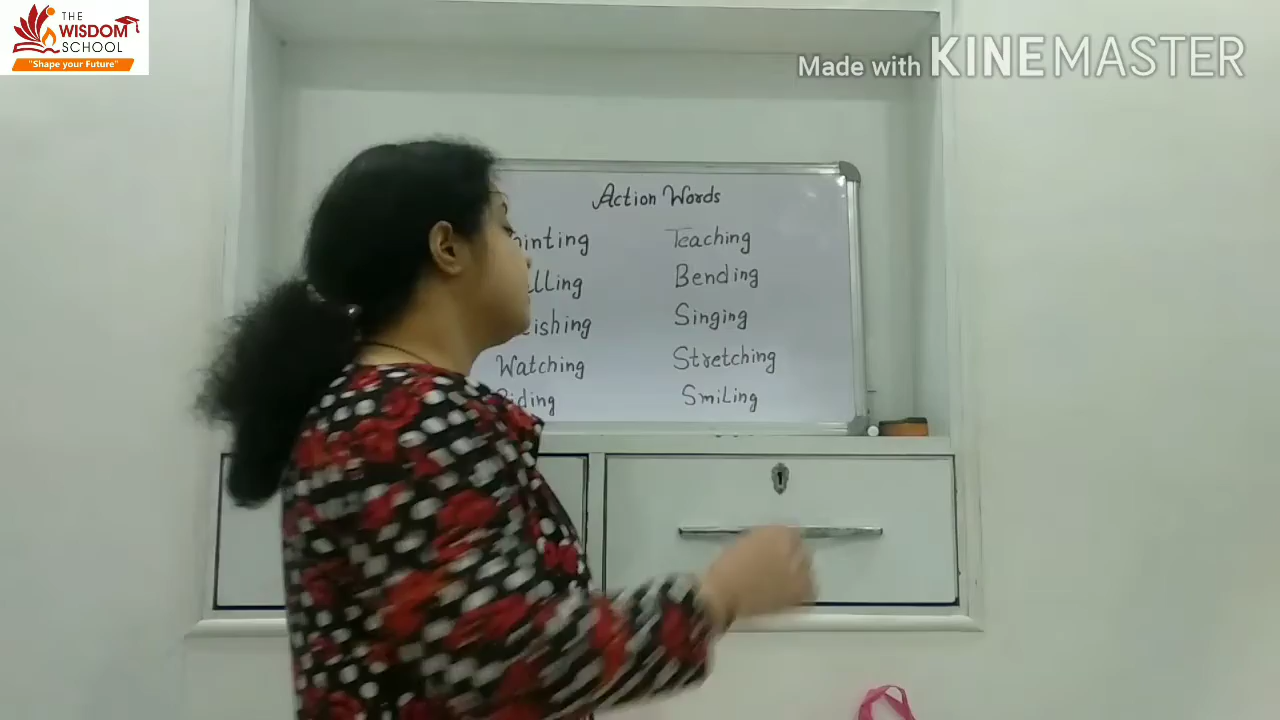 THE
WISDOM
SCHOOL
"Shape your Future"
Made with KINEMASTER
Action Words
Teaching
Bending
Singing
Watching Stretching
Smiling